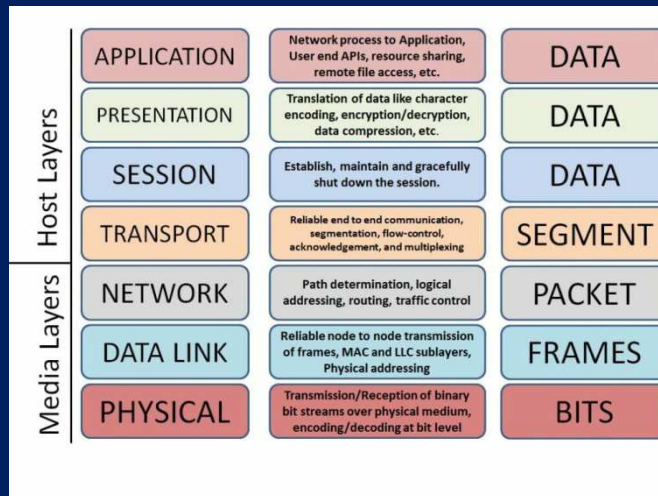 Host Layers
APPLICATION
Network process to Application,
User end APIs, resource sharing,
remote file access, etc.
DATA
PRESENTATION
Translation of data like character
encoding, encryption/decryption,
data compression, etc.
DATA
SESSION
Establish, maintain and gracefully
shut down the session.
DATA
TRANSPORT
Reliable end to end communication,
segmentation, flow-control,
acknowledgement, and multiplexing
SEGMENT
Media Layers
NETWORK
Path determination, logical
addressing, routing, traffic control
PACKET
DATA LINK
Reliable node to node transmission
of frames, MAC and LLC sublayers,
Physical addressing
FRAMES
PHYSICAL
Transmission/Reception of binary
bit streams over physical medium,
encoding/decoding at bit level
BITS